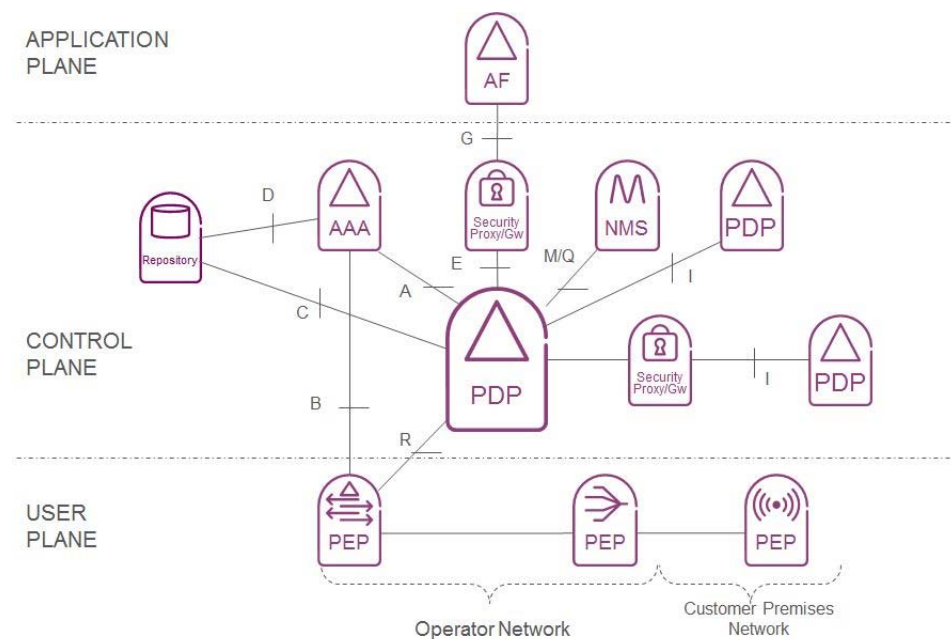 APPLICATION
PLANE
AF
G
D
AAA
Security
Proxy/Gw
NMS
PDP
Repository
E
M/Q
I
A
C
CONTROL
PLANE
PDP
Security
Proxy/Gw
I
PDP
B
R
USER
PLANE
PEP
PEP
PEP
Operator Network
Customer Premises
Network